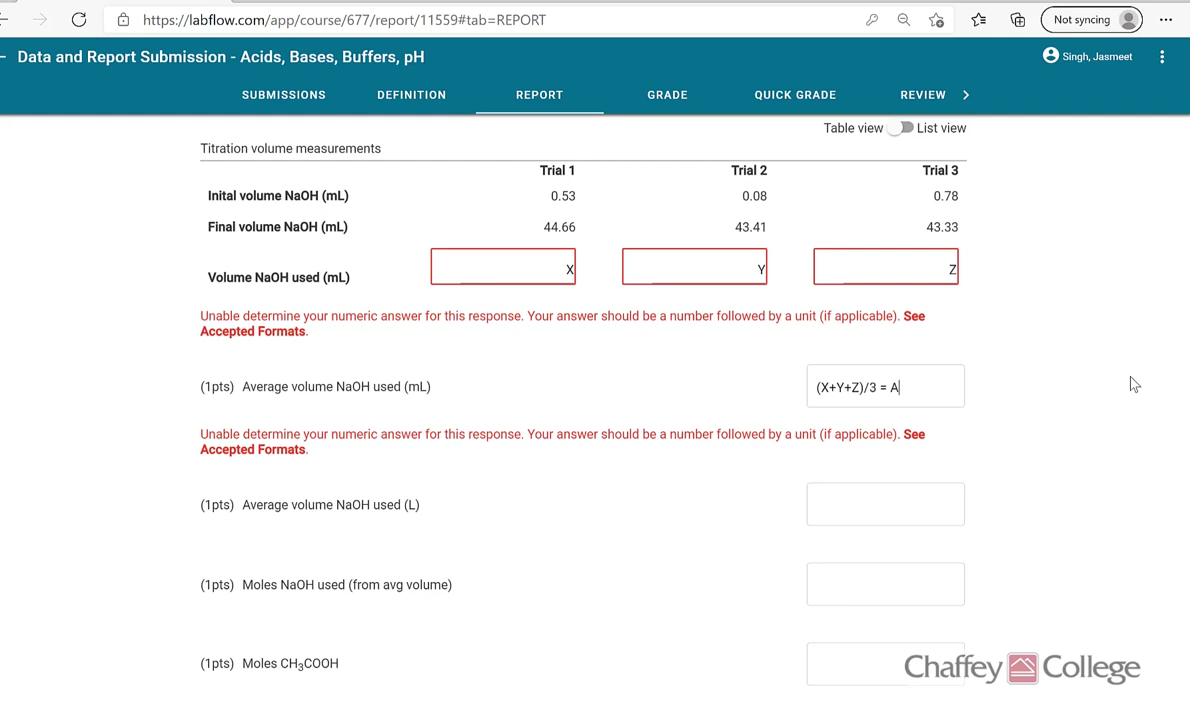 https://labflow.com/app/course/677/report/11559#tab=REPORT
Not syncing
Data and Report Submission - Acids, Bases, Buffers, pH
Singh, Jasmeet
SUBMISSIONS DEFINITION REPORT GRADE QUICK GRADE REVIEW
Table view List view
Titration volume measurements
Trial 1 Trial 2 Trial 3
Inital volume NaOH (mL) 0.53 0.08 0.78
Final volume NaOH (mL) 44.66 43.41 43.33
Volume NaOH used (mL) X Y Z
Unable determine your numeric answer for this response. Your answer should be a number followed by a unit (if applicable). See
Accepted Formats.
(1pts) Average volume NaOH used (mL) (X+Y+Z)/3 = A
Unable determine your numeric answer for this response. Your answer should be a number followed by a unit (if applicable). See
Accepted Formats.
(1pts) Average volume NaOH used (L)
(1pts) Moles NaOH used (from avg volume)
(1pts) Moles CH₃COOH
Chaffey College